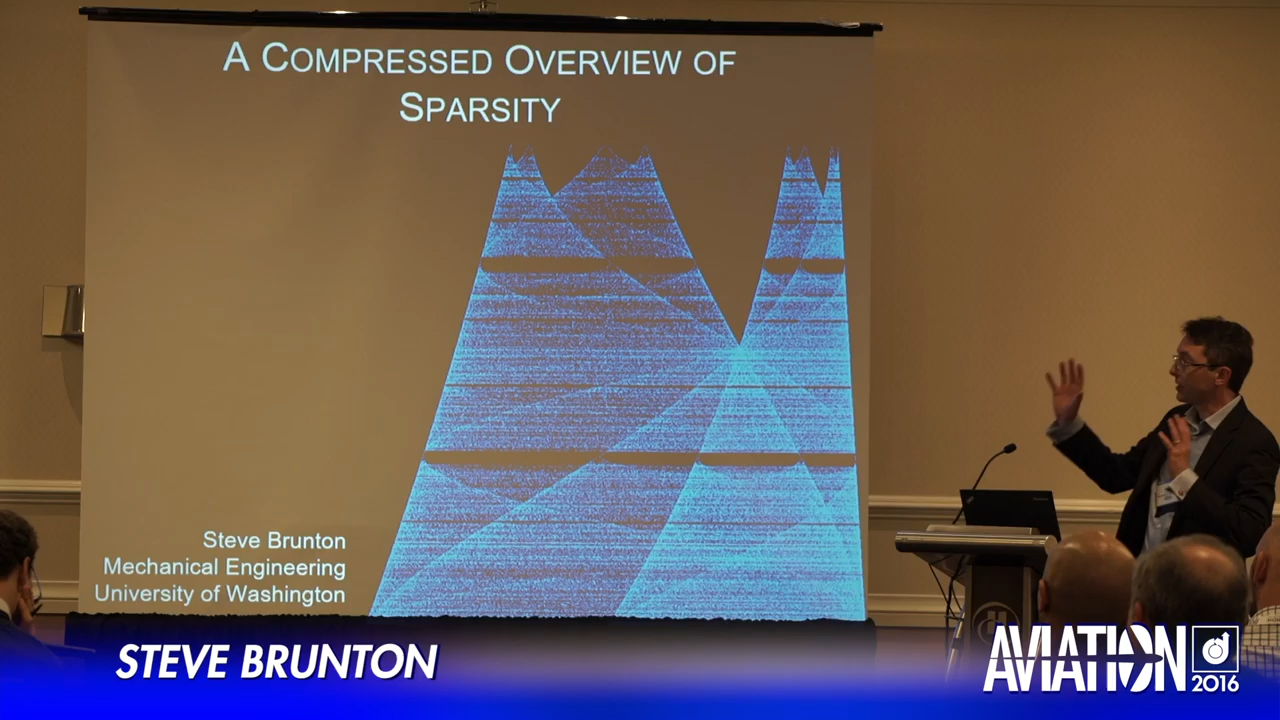 A COMPRESSED OVERVIEW OF
SPARSITY
Steve Brunton
Mechanical Engineering
University of Washington
STEVE BRUNTON
AVIATION
2016